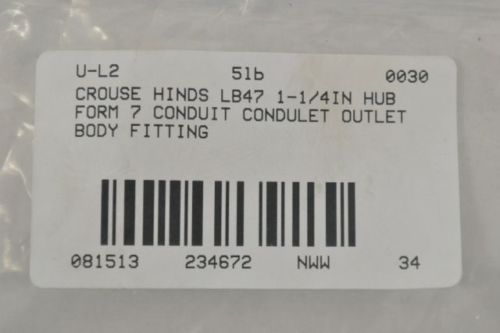 U-L2 5lb 0030
CROUSE HINDS LB47 1-1/4IN HUB
FORM 7 CONDUIT CONDULET OUTLET
BODY FITTING
081513 234672 NWW 34